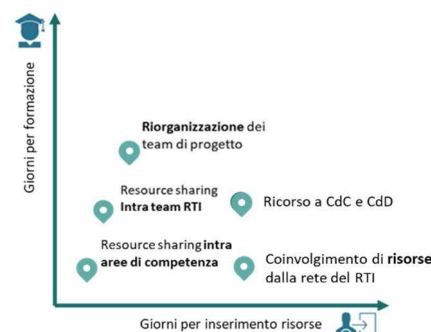 Giorni per formazione
Riorganizzazione dei
team di progetto
Resource sharing
Intra team RTI
Ricorso a CdC e CdD
Resource sharing intra
aree di competenza
Coinvolgimento di risorse
dalla rete del RTI
Giorni per inserimento risorse